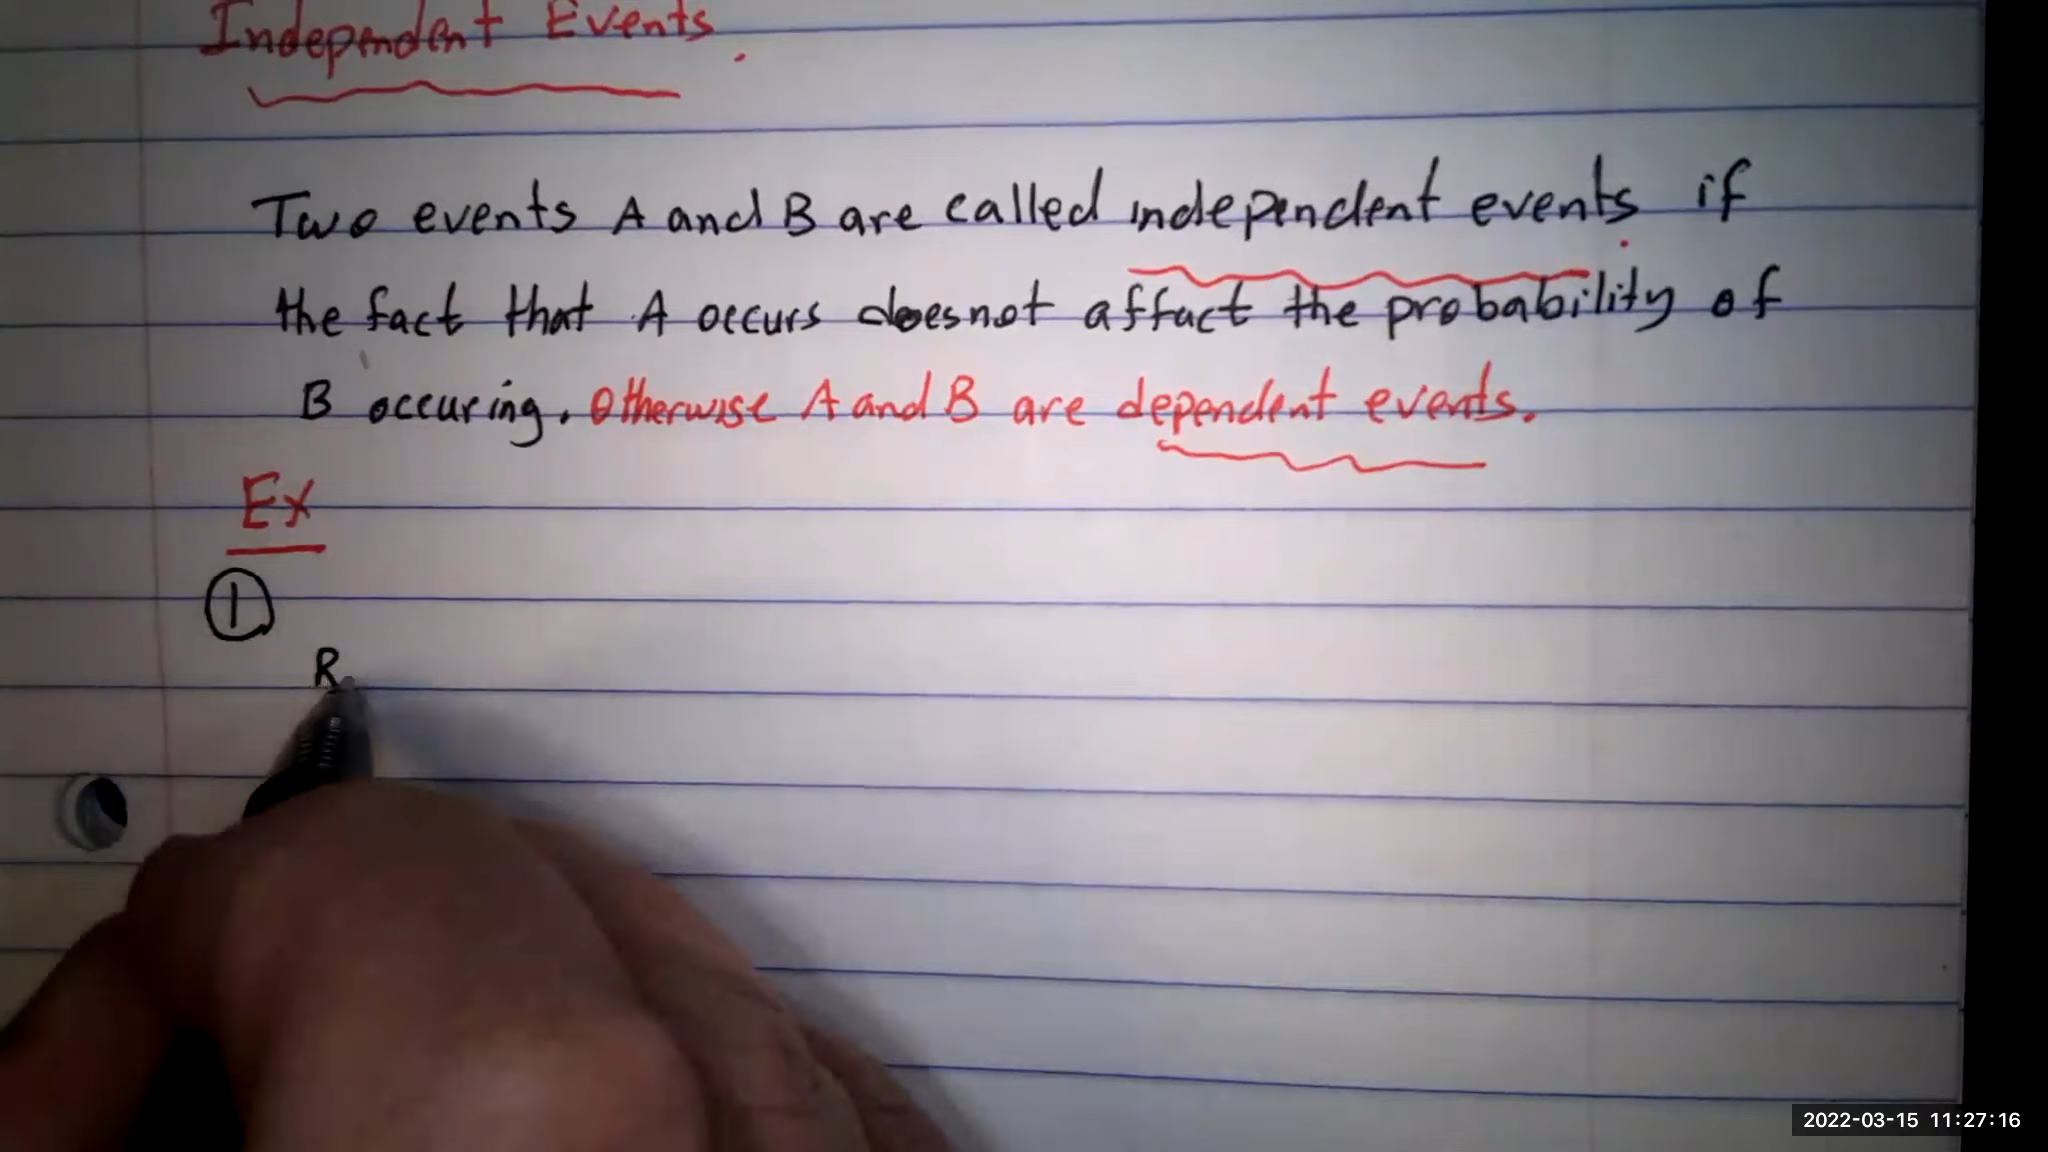 Independent Events.
Two events A and B are called independent events if
the fact that A occurs doesnot affact the probability of
B occuring. Otherwise A and B are dependent events.
Ex
1
R
2022-03-15 11:27:16